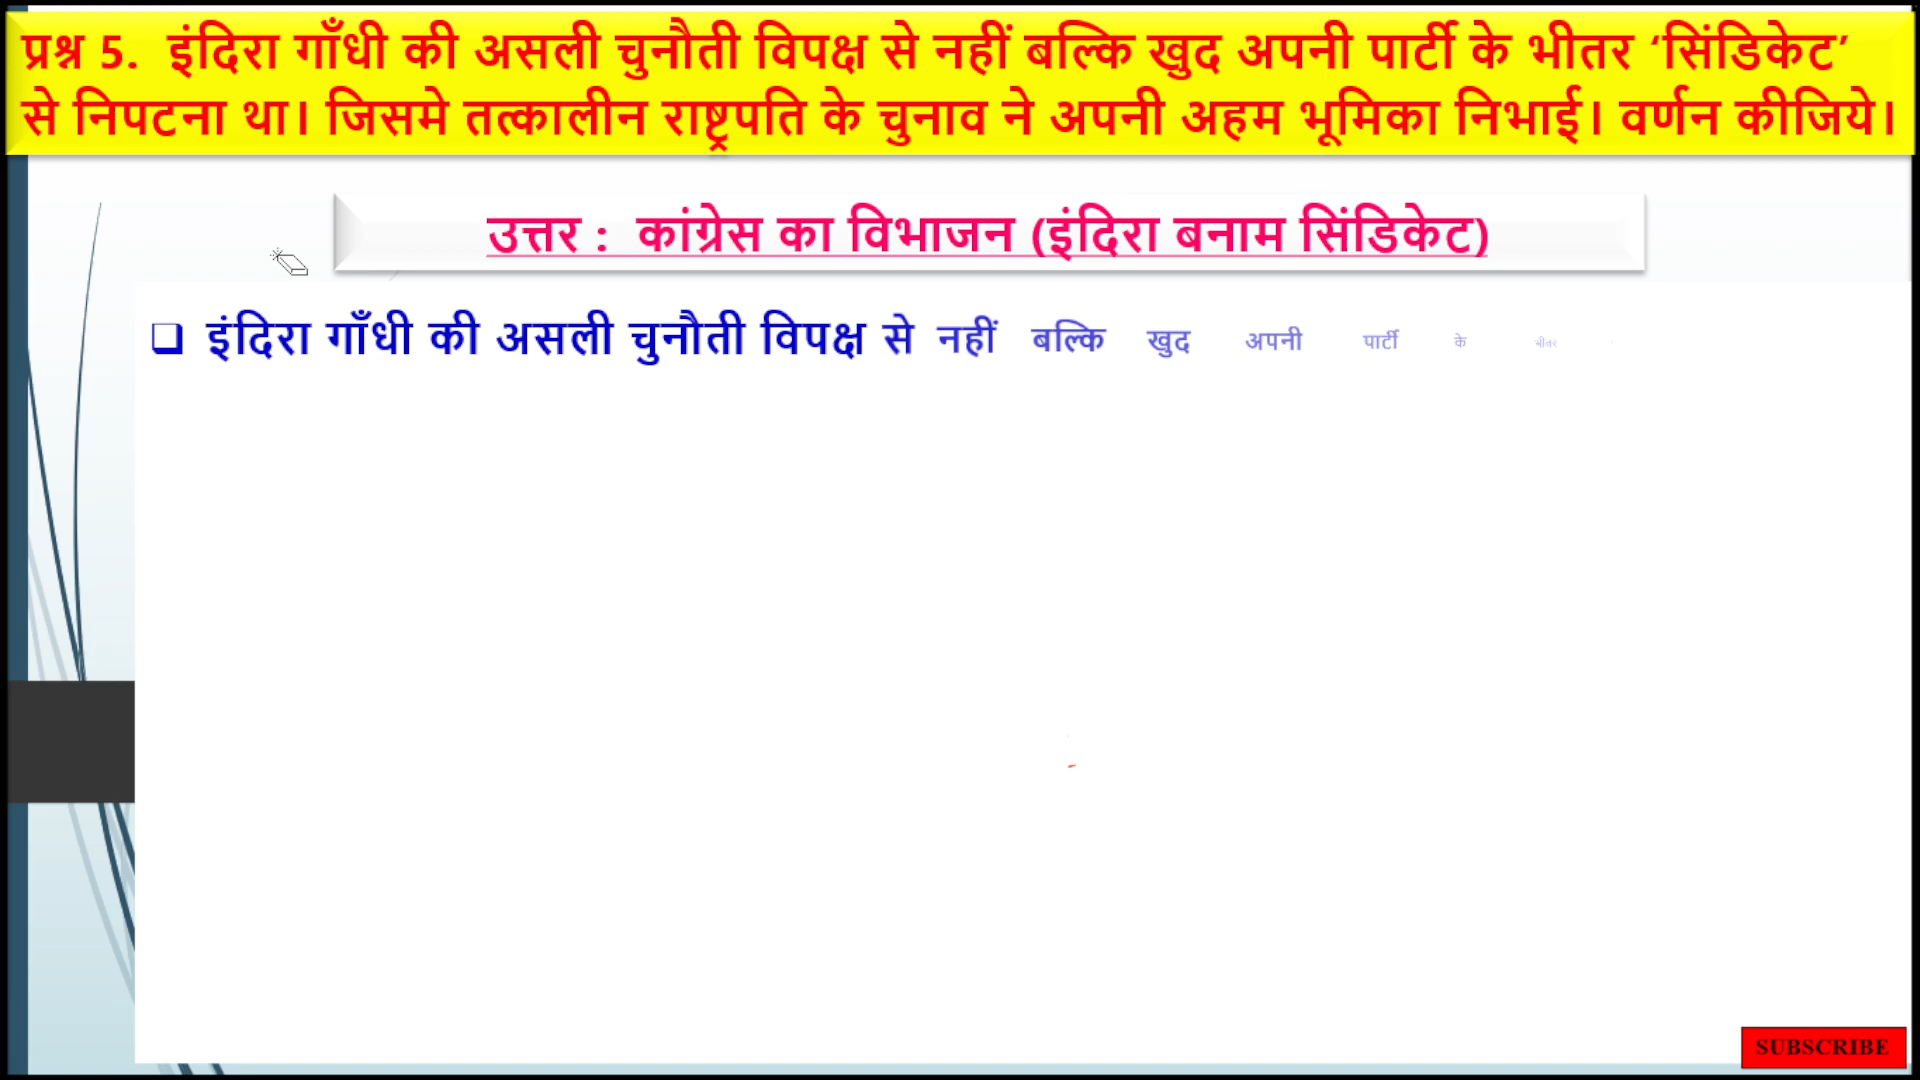 प्रश्न 5. इंदिरा गाँधी की असली चुनौती विपक्ष से नहीं बल्कि खुद अपनी पार्टी के भीतर ‘सिंडिकेट’
से निपटना था। जिसमे तत्कालीन राष्ट्रपति के चुनाव ने अपनी अहम भूमिका निभाई। वर्णन कीजिये।
उत्तर : कांग्रेस का विभाजन (इंदिरा बनाम सिंडिकेट)
❑ इंदिरा गाँधी की असली चुनौती विपक्ष से नहीं बल्कि खुद अपनी पार्टी के भीतर
SUBSCRIBE